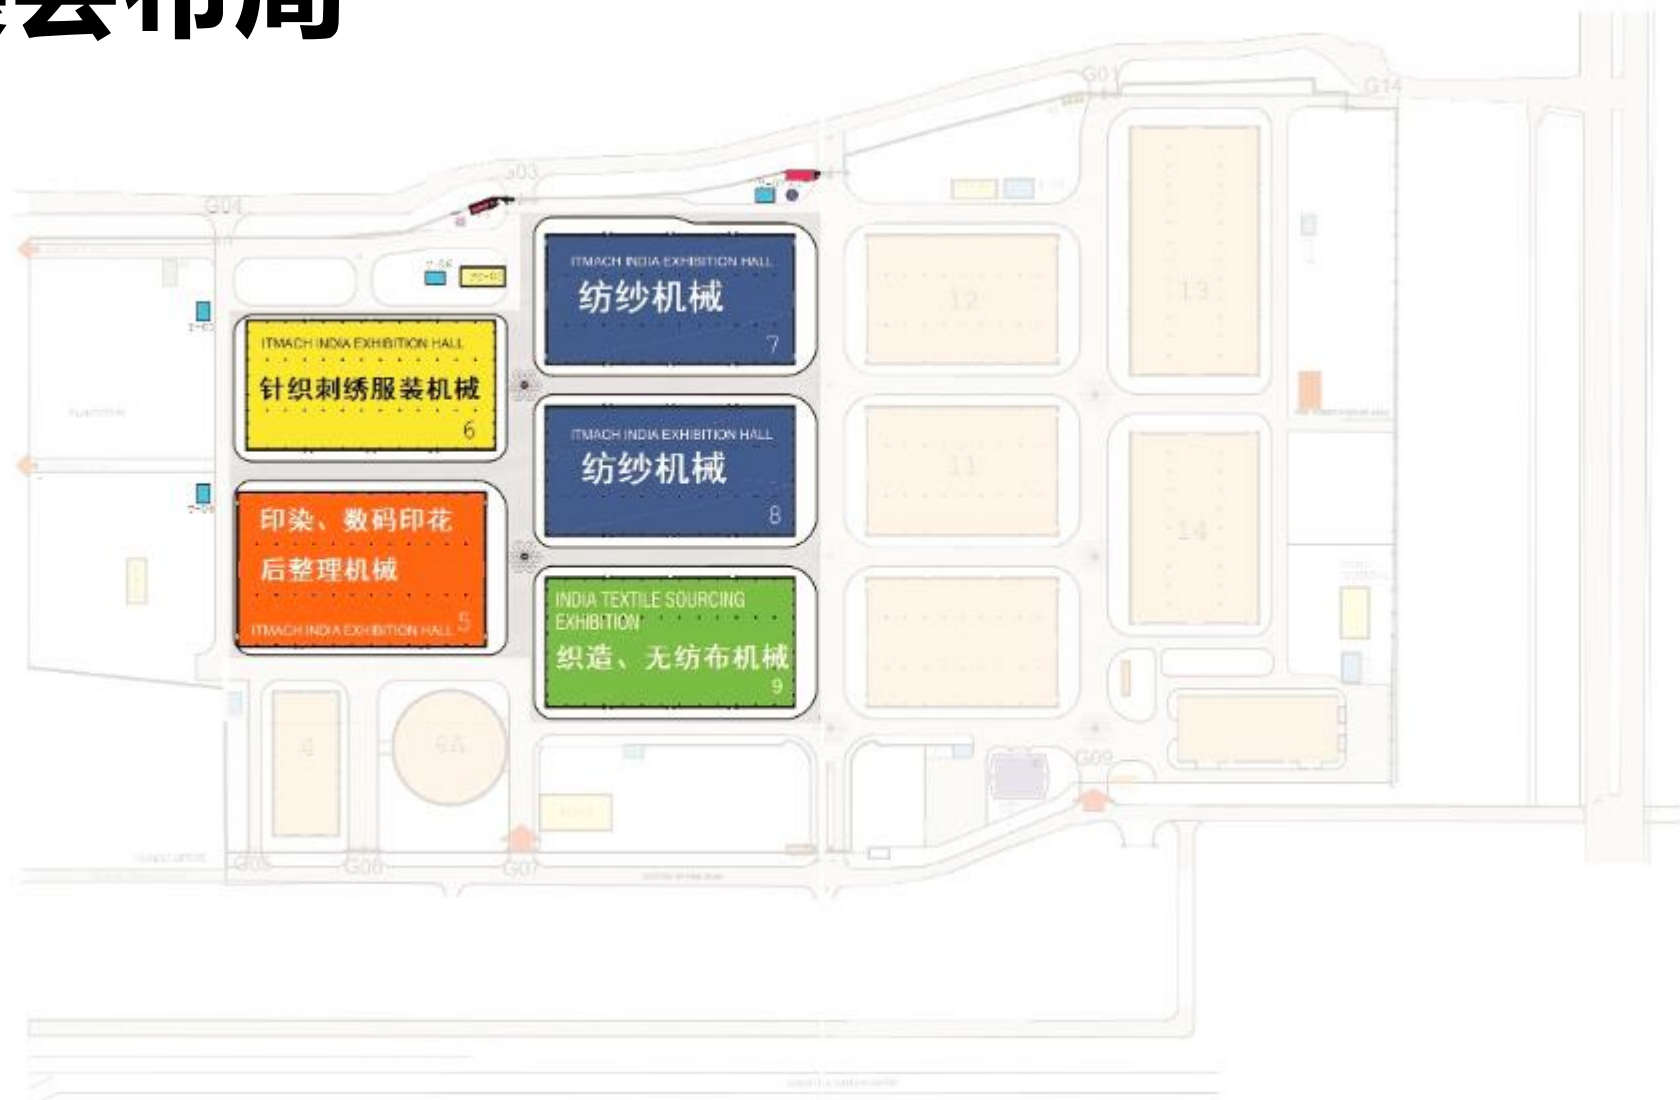 会布局
G01
G14
G03
G04
ITMACH INDIA EXHIBITION HALL
纺纱机械
7
12
13
ITMACH INDIA EXHIBITION HALL
针织刺绣服装机械
6
ITMACH INDIA EXHIBITION HALL
纺纱机械
8
11
14
印染、数码印花
后整理机械
ITMACH INDIA EXHIBITION HALL 5
INDIA TEXTILE SOURCING
EXHIBITION
织造、无纺布机械
9
4
4A
G09
G05
G06
G07